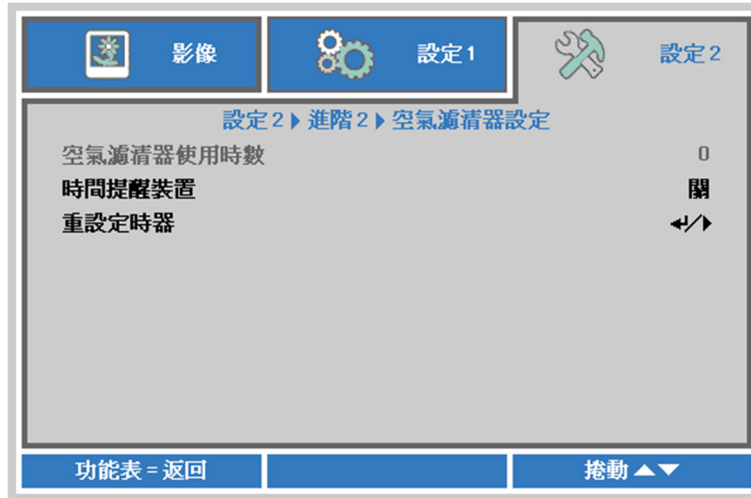 影像
設定1
設定2
設定2▶進階2▶空氣濾清器設定
空氣濾清器使用時數 0
時間提醒裝置 關
重設定時器 ↵/▶
功能表=返回
捲動▲▼